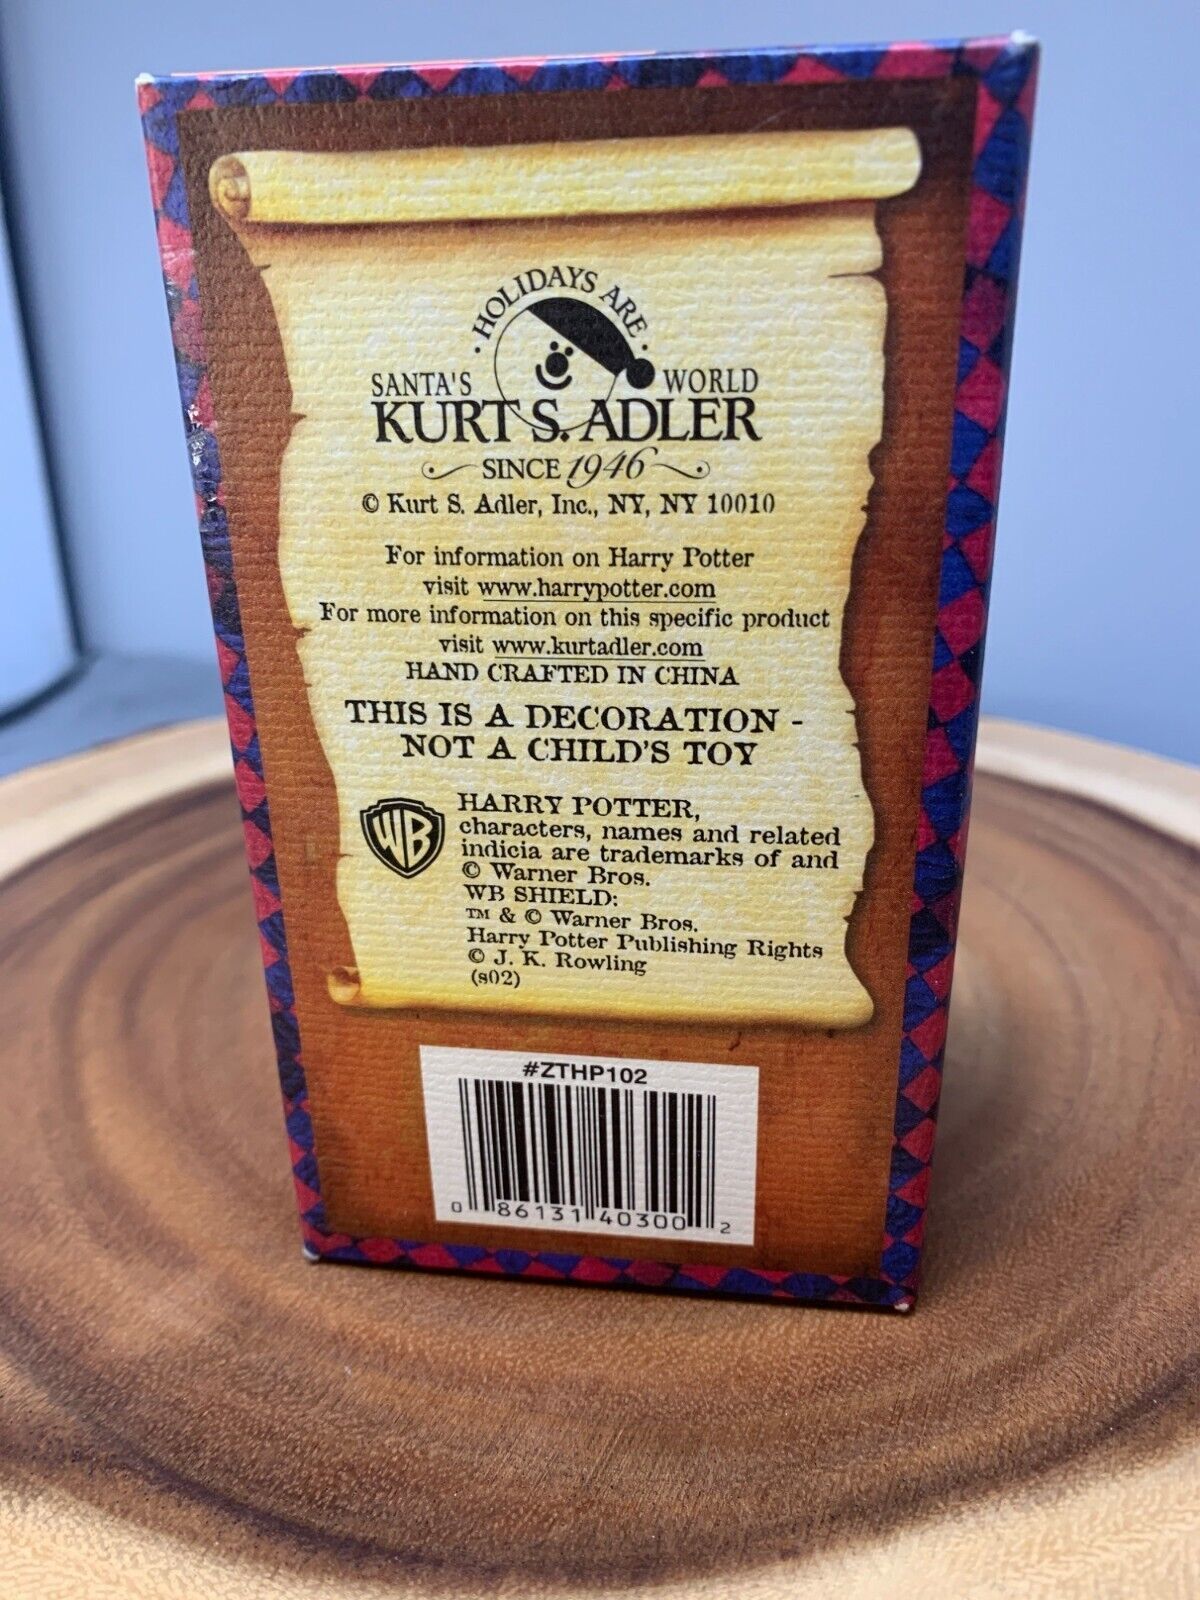 · HOLIDAYS ARE ·
SANTA'S WORLD
KURT S. ADLER
SINCE 1946
© Kurt S. Adler, Inc., NY, NY 10010
For information on Harry Potter
visit www.harrypotter.com
For more information on this specific product
visit www.kurtadler.com
HAND CRAFTED IN CHINA
THIS IS A DECORATION -
NOT A CHILD'S TOY
WB
HARRY POTTER,
characters, names and related
indicia are trademarks of and
© Warner Bros.
WB SHIELD:
™ & © Warner Bros.
Harry Potter Publishing Rights
© J. K. Rowling
(s02)
#ZTHP102
0 86131 40300 2